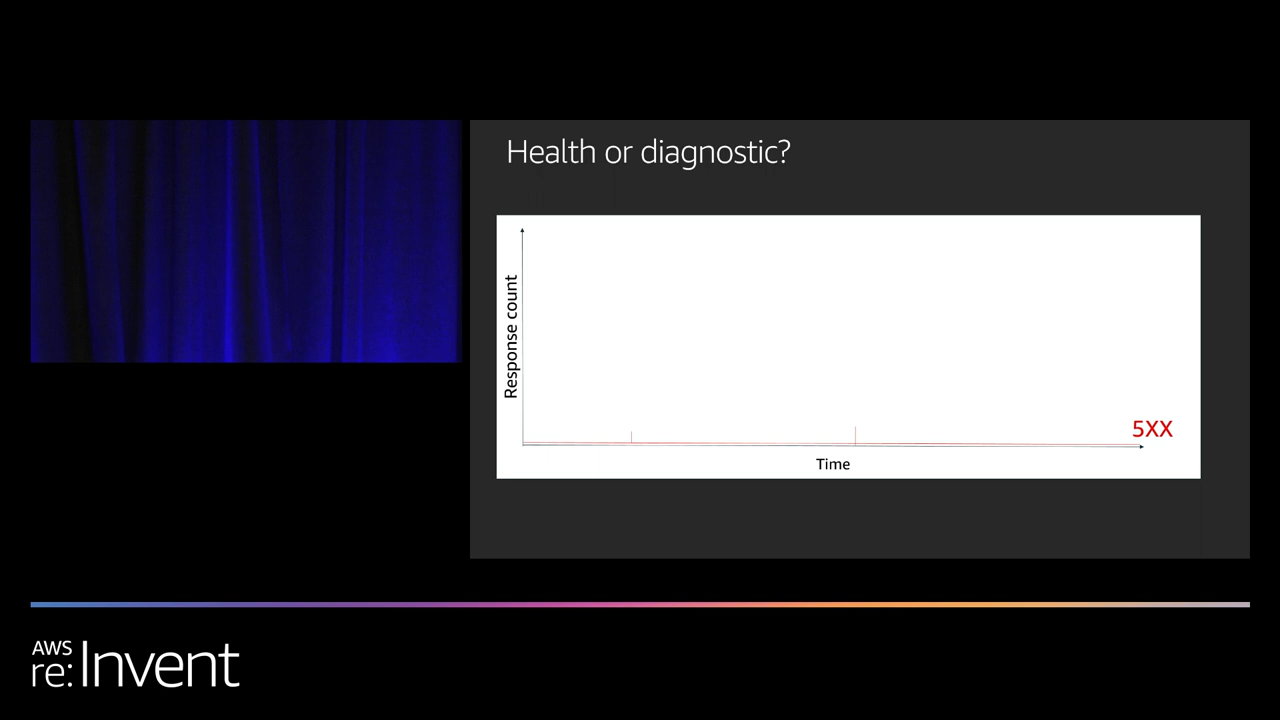 Health or diagnostic?
Response count
5XX
Time
AWS
re:Invent